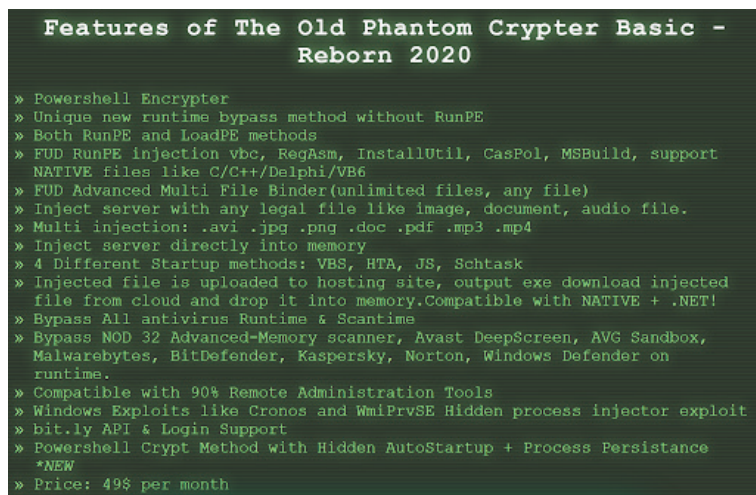 Features of The Old Phantom Crypter Basic -
Reborn 2020
» Powershell Encrypter
» Unique new runtime bypass method without RunPE
» Both RunPE and LoadPE methods
» FUD RunPE injection vbc, RegAsm, InstallUtil, CasPol, MSBuild, support
NATIVE files like C/C++/Delphi/VB6
» FUD Advanced Multi File Binder(unlimited files, any file)
» Inject server with any legal file like image, document, audio file.
» Multi injection: .avi .jpg .png .doc .pdf .mp3 .mp4
» Inject server directly into memory
» 4 Different Startup methods: VBS, HTA, JS, Schtask
» Injected file is uploaded to hosting site, output exe download injected
file from cloud and drop it into memory.Compatible with NATIVE + .NET!
» Bypass All antivirus Runtime & Scantime
» Bypass NOD 32 Advanced-Memory scanner, Avast DeepScreen, AVG Sandbox,
Malwarebytes, BitDefender, Kaspersky, Norton, Windows Defender on
runtime.
» Compatible with 90% Remote Administration Tools
» Windows Exploits like Cronos and WmiPrvSE Hidden process injector exploit
» bit.ly API & Login Support
» Powershell Crypt Method with Hidden AutoStartup + Process Persistance
*NEW
» Price: 49$ per month